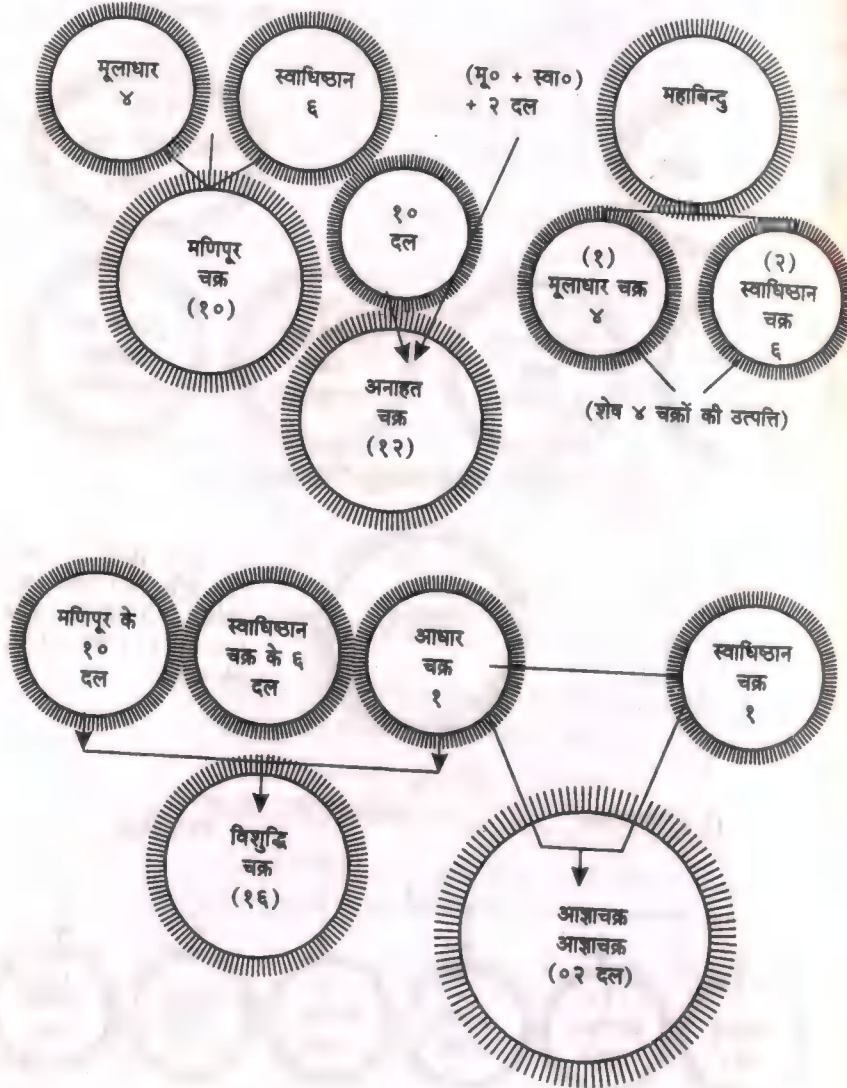 मूलाधार
४
स्वाधिष्ठान
६
(मू० + स्वा०)
+ २ दल
महाबिन्दु
मणिपूर
चक्र
(१०)
१०
दल
(१)
मूलाधार चक्र
४
(२)
स्वाधिष्ठान
चक्र
६
अनाहत
चक्र
(१२)
(शेष ४ चक्रों की उत्पत्ति)
मणिपूर के
१०
दल
स्वाधिष्ठान
चक्र के ६
दल
आधार
चक्र
१
स्वाधिष्ठान
चक्र
१
विशुद्धि
चक्र
(१६)
आज्ञाचक्र
आज्ञाचक्र
(०२ दल)